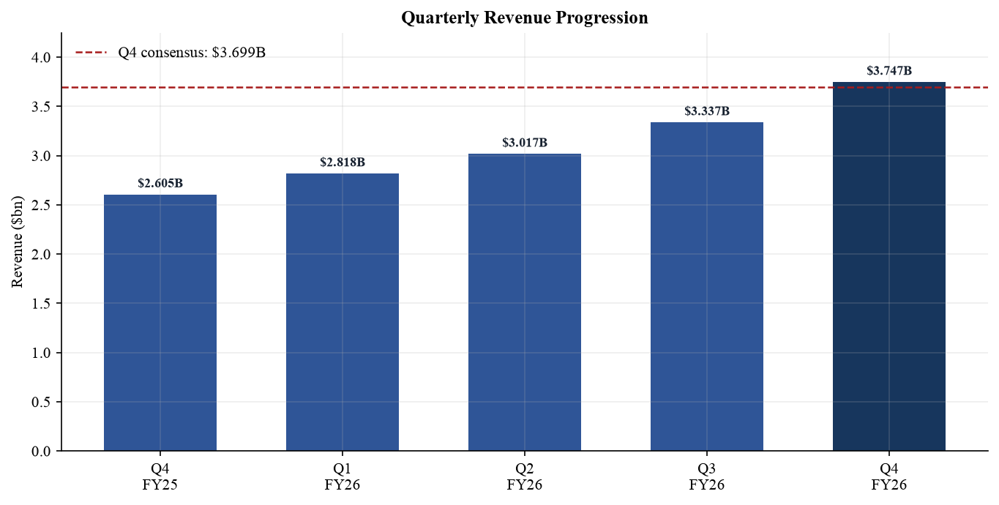 Quarterly Revenue Progression
Q4 consensus: $3.699B
Revenue ($bn)
4.0
3.5
3.0
2.5
2.0
1.5
1.0
0.5
0.0
$2.605B
$2.818B
$3.017B
$3.337B
$3.747B
Q4
FY25
Q1
FY26
Q2
FY26
Q3
FY26
Q4
FY26